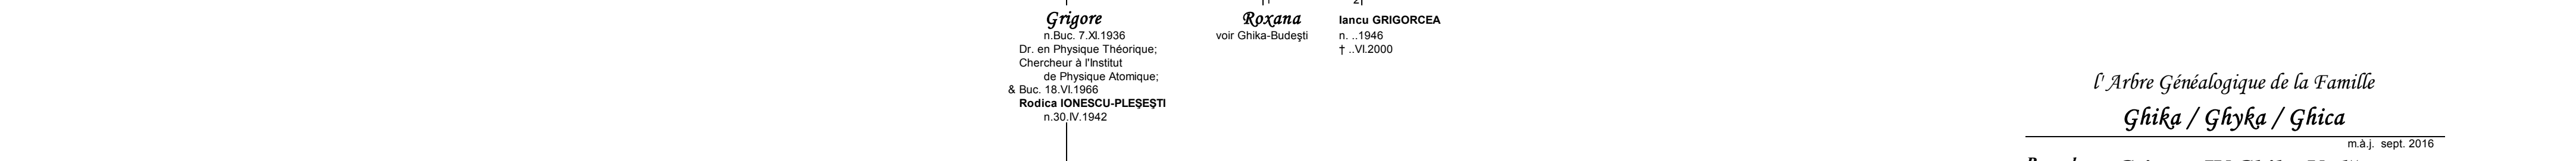 1
2
Grigore
n.Buc. 7.XI.1936
Dr. en Physique Théorique;
Chercheur à l'Institut
de Physique Atomique;
& Buc. 18.VI.1966
Rodica IONESCU-PLEŞEŞTI
n.30.IV.1942
Roxana
voir Ghika-Budeşti
Iancu GRIGORCEA
n. ..1946
† ..VI.2000
l' Arbre Généalogique de la Famille
Ghika / Ghyka / Ghica
m.à.j. sept. 2016